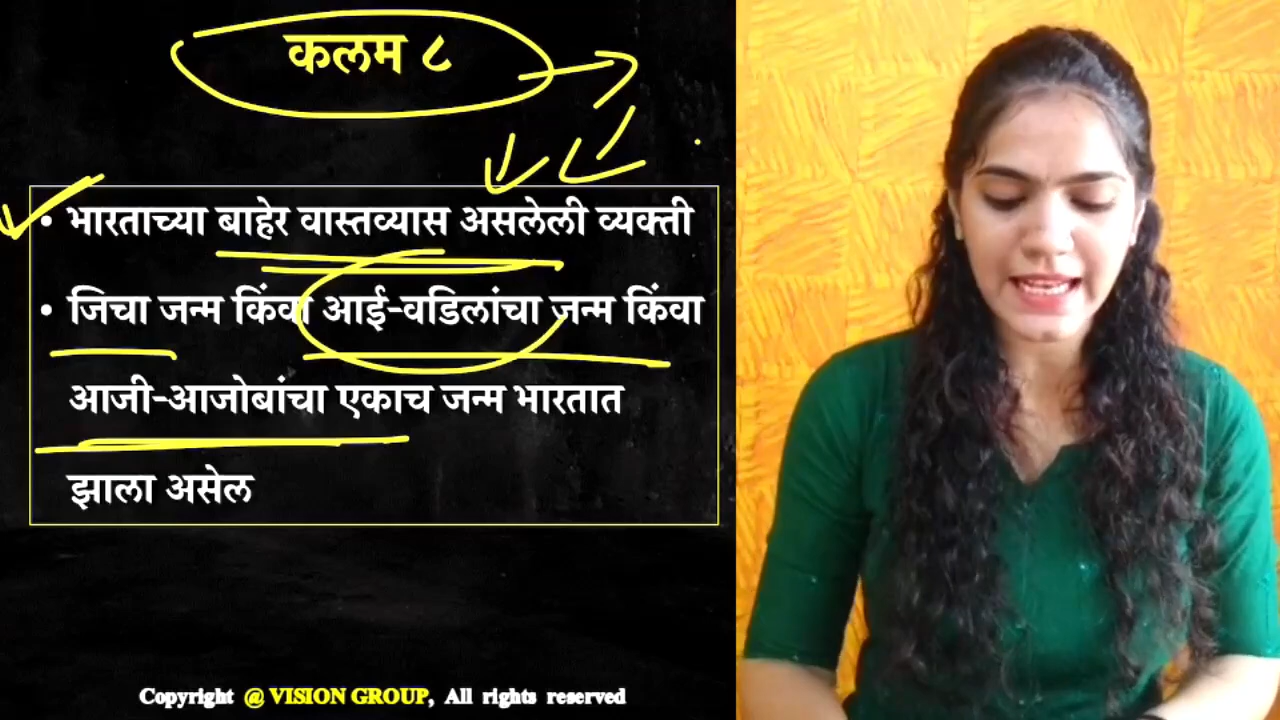 कलम ८
• भारताच्या बाहेर वास्तव्यास असलेली व्यक्ती
• जिचा जन्म किंवा आई-वडिलांचा जन्म किंवा
आजी-आजोबांचा एकाच जन्म भारतात
झाला असेल
Copyright @ VISION GROUP, All rights reserved